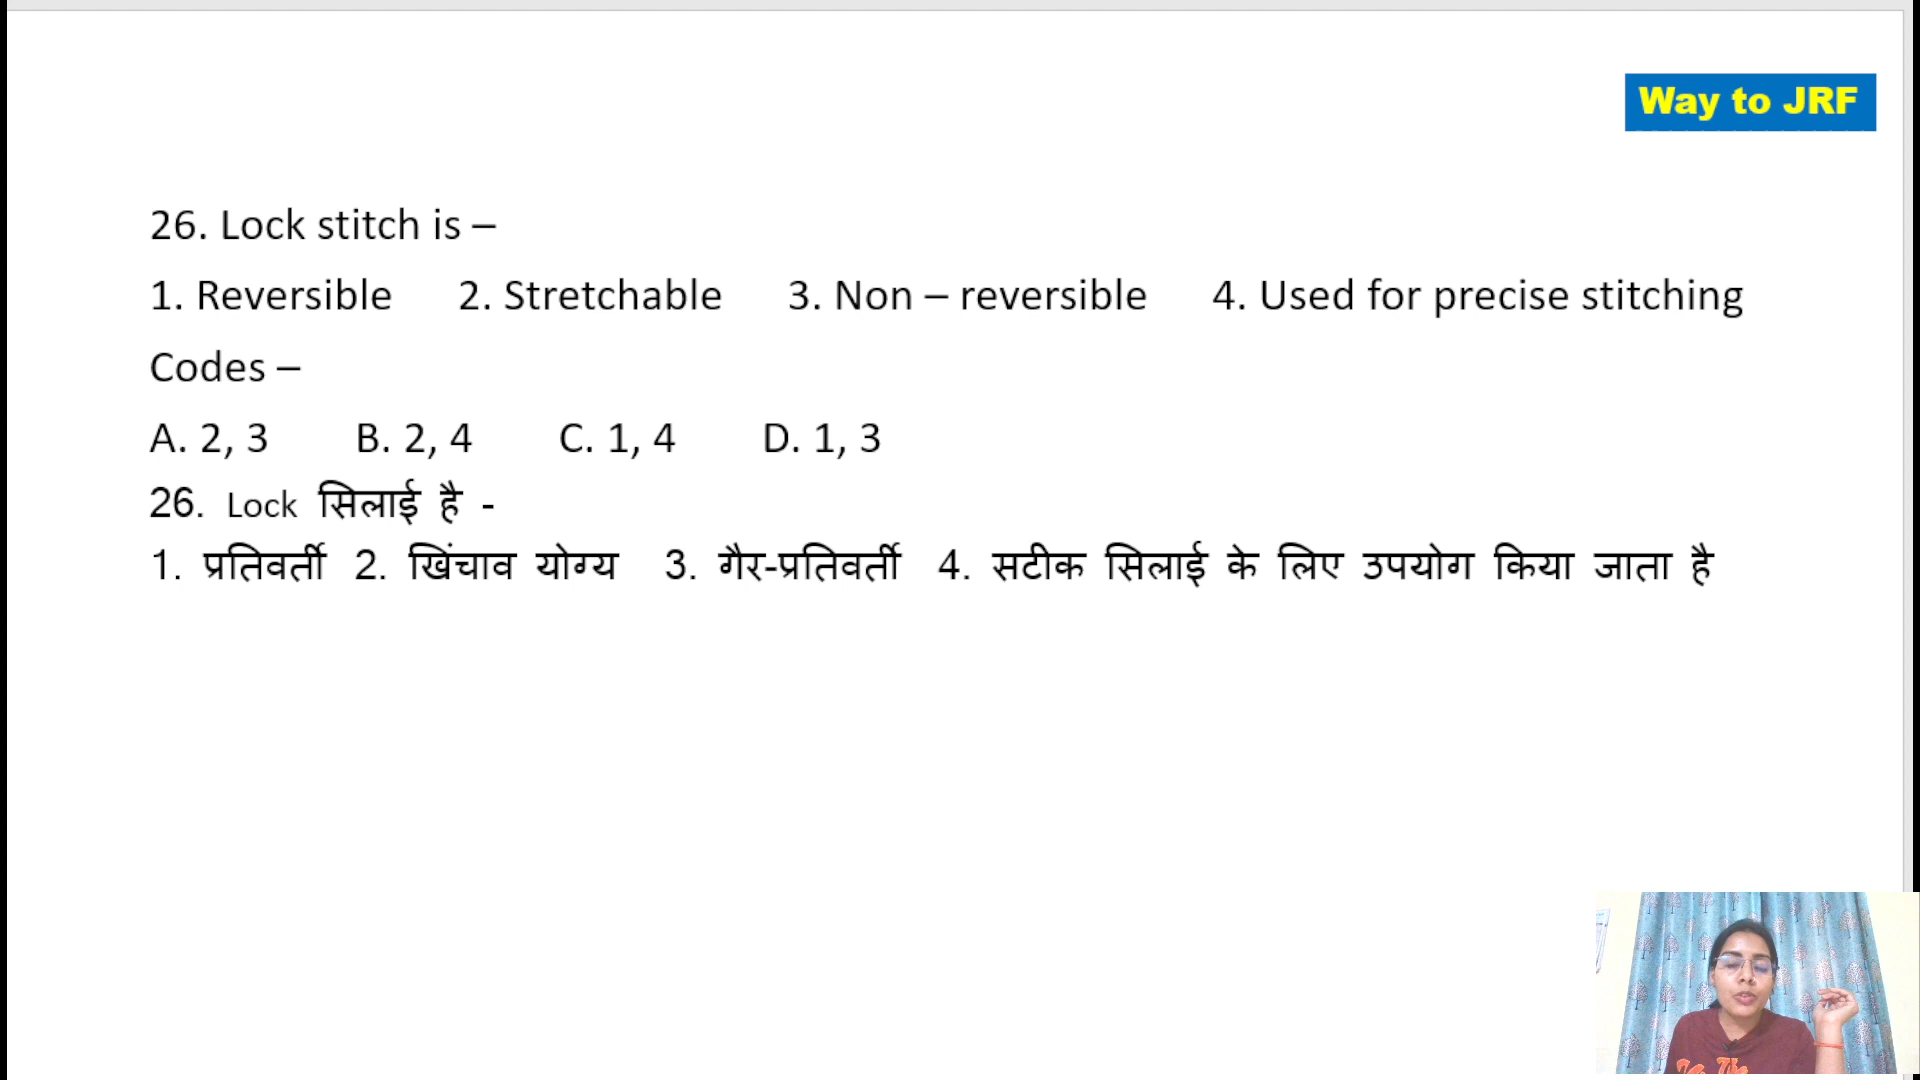 Way to JRF
26. Lock stitch is –
1. Reversible 2. Stretchable 3. Non – reversible 4. Used for precise stitching
Codes –
A. 2, 3 B. 2, 4 C. 1, 4 D. 1, 3
26. Lock सिलाई है -
1. प्रतिवर्ती 2. खिंचाव योग्य 3. गैर-प्रतिवर्ती 4. सटीक सिलाई के लिए उपयोग किया जाता है